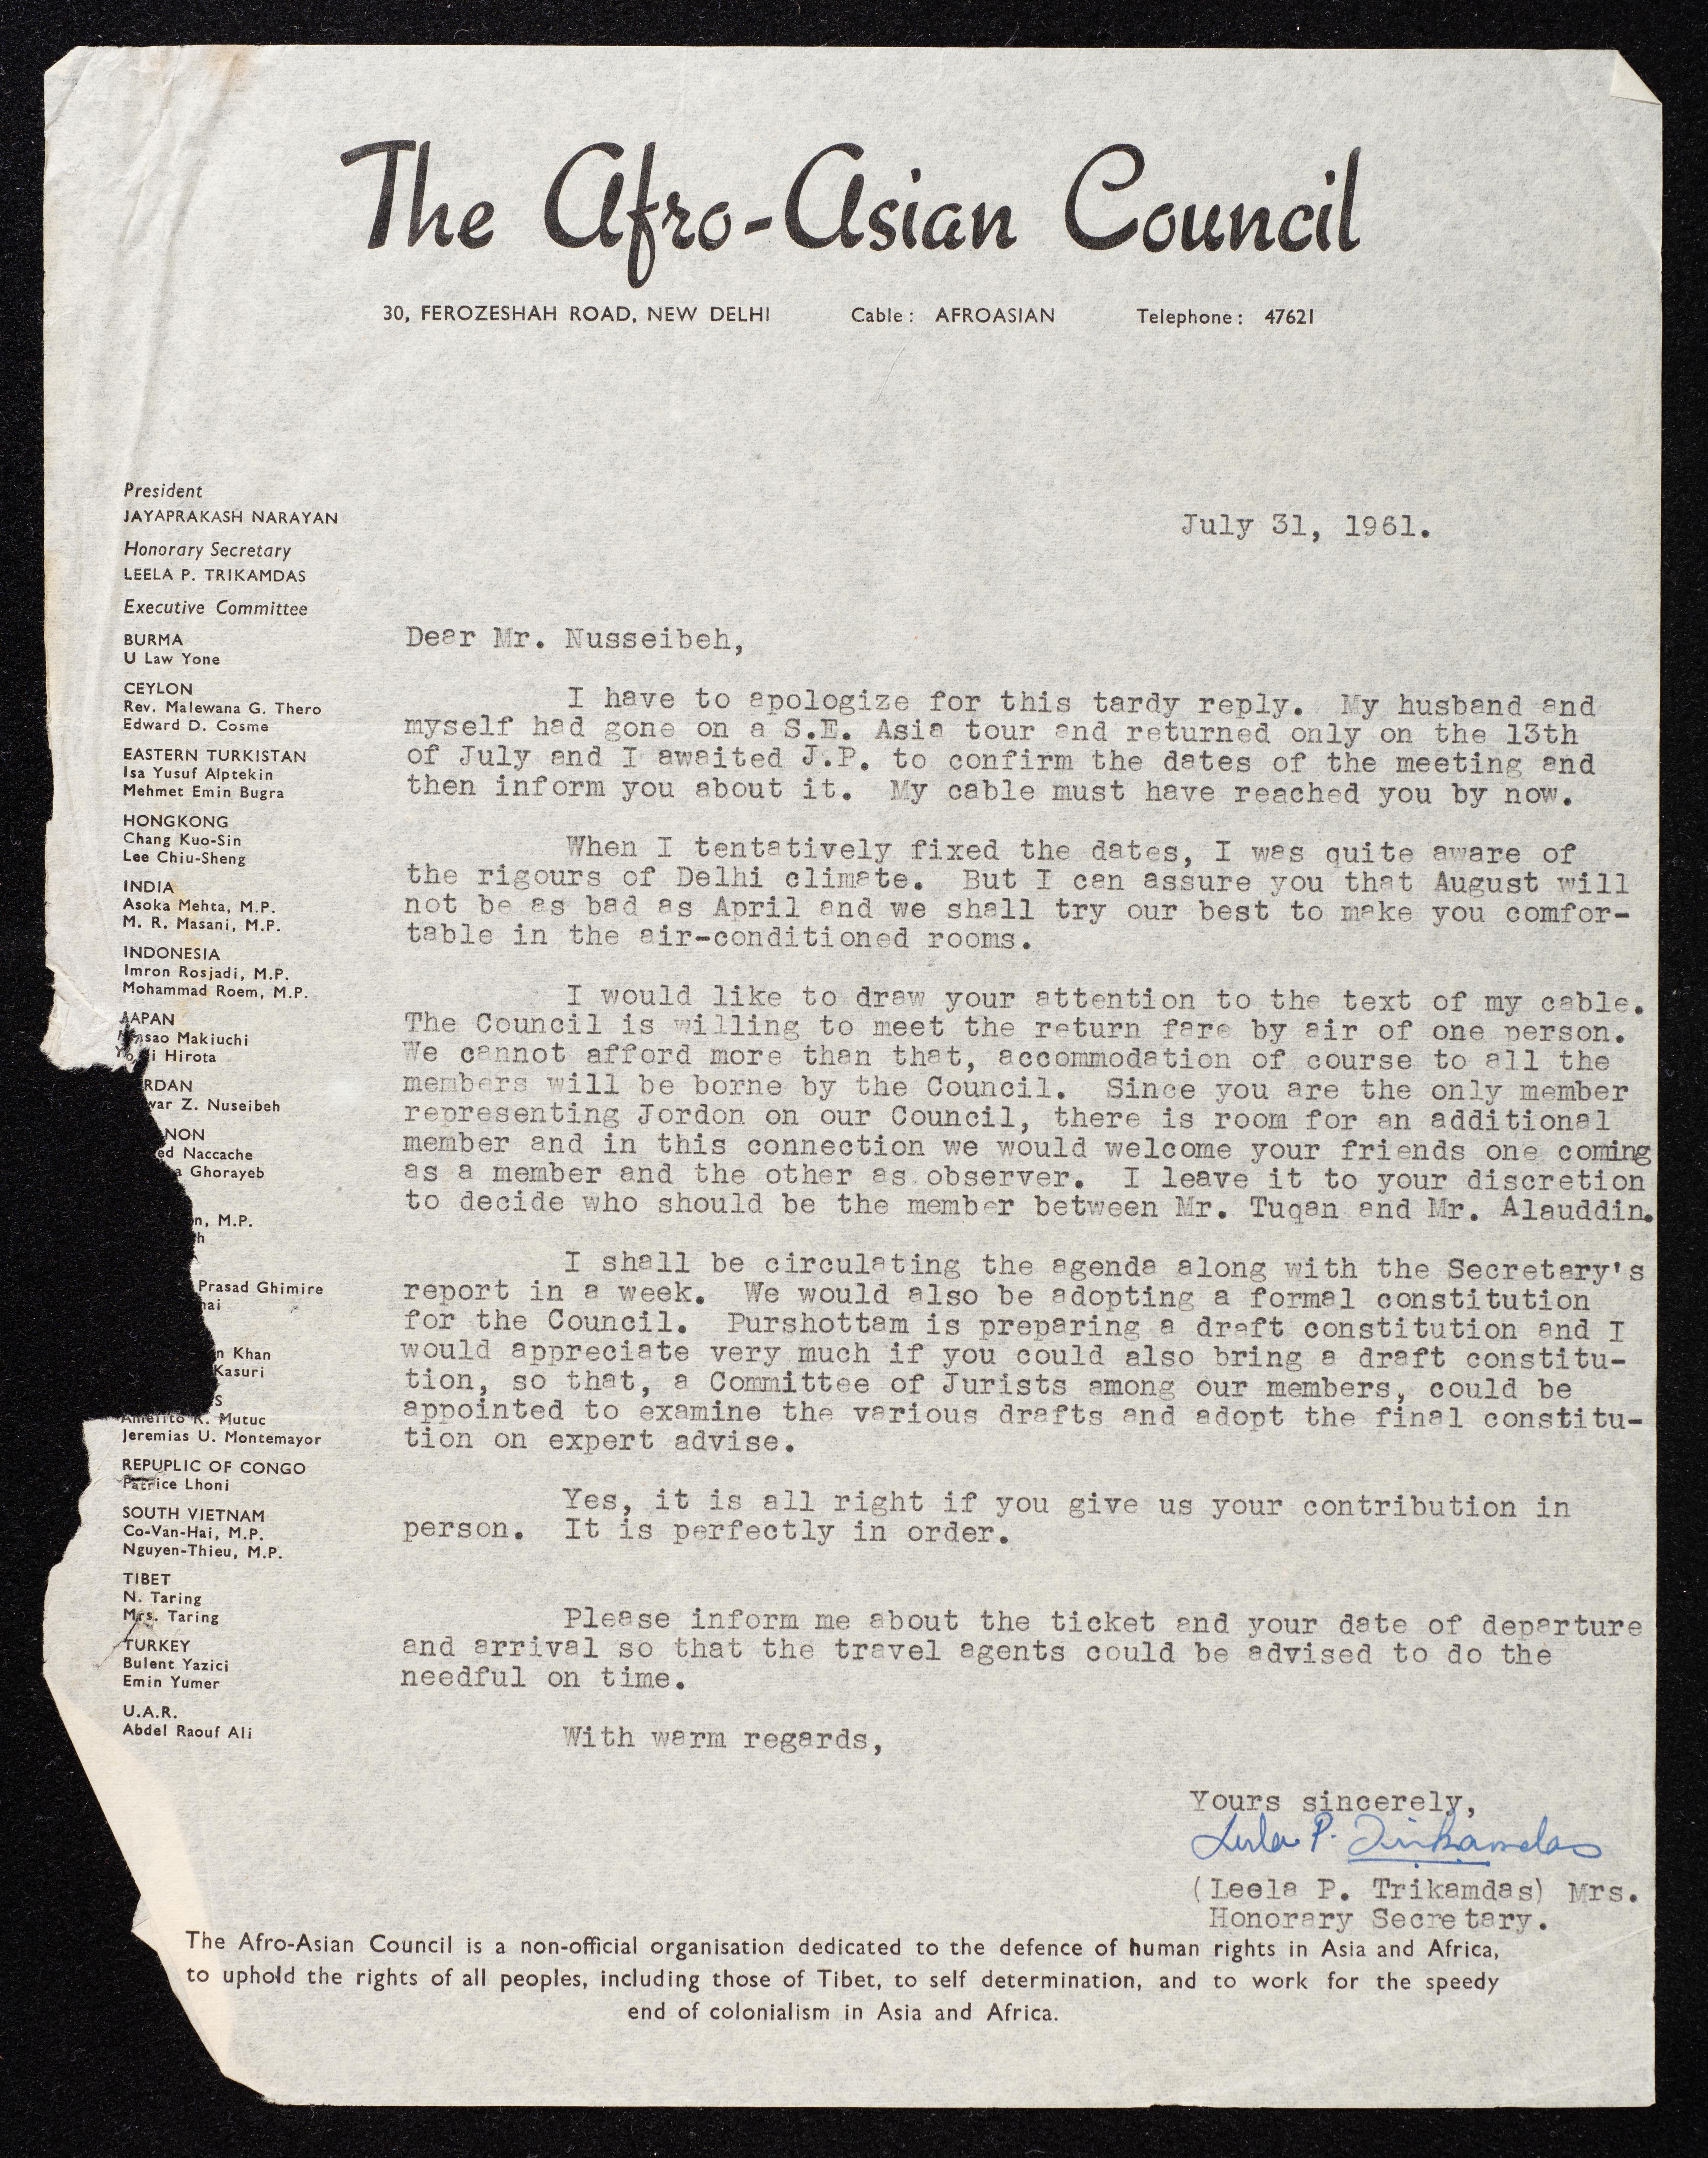 The Afro-Asian Council
30, FEROZESHAH ROAD, NEW DELHI Cable: AFROASIAN Telephone: 47621
President
JAYAPRAKASH NARAYAN
Honorary Secretary
LEELA P. TRIKAMDAS
Executive Committee
BURMA
U Law Yone
CEYLON
Rev. Malewana G. Thero
Edward D. Cosme
EASTERN TURKISTAN
Isa Yusuf Alptekin
Mehmet Emin Bugra
HONGKONG
Chang Kuo-Sin
Lee Chiu-Sheng
INDIA
Asoka Mehta, M.P.
M. R. Masani, M.P.
INDONESIA
Imron Rosjadi, M.P.
Mohammad Roem, M.P.
JAPAN
Makiuchi
Hirota
RDAN
war Z. Nuseibeh
NON
ed Naccache
a Ghorayeb
n, M.P.
h
Prasad Ghimire
hai
n Khan
Kasuri
S
Amelito R. Mutuc
Jeremias U. Montemayor
REPUPLIC OF CONGO
Patrice Lhoni
SOUTH VIETNAM
Co-Van-Hai, M.P.
Nguyen-Thieu, M.P.
TIBET
N. Taring
Mrs. Taring
TURKEY
Bulent Yazici
Emin Yumer
U.A.R.
Abdel Raouf Ali
July 31, 1961.
Dear Mr. Nusseibeh,
I have to apologize for this tardy reply. My husband and
myself had gone on a S.E. Asia tour and returned only on the 13th
of July and I awaited J.P. to confirm the dates of the meeting and
then inform you about it. My cable must have reached you by now.
When I tentatively fixed the dates, I was quite aware of
the rigours of Delhi climate. But I can assure you that August will
not be as bad as April and we shall try our best to make you comfor-
table in the air-conditioned rooms.
I would like to draw your attention to the text of my cable.
The Council is willing to meet the return fare by air of one person.
We cannot afford more than that, accommodation of course to all the
members will be borne by the Council. Since you are the only member
representing Jordon on our Council, there is room for an additional
member and in this connection we would welcome your friends one coming
as a member and the other as observer. I leave it to your discretion
to decide who should be the member between Mr. Tuqan and Mr. Alauddin.
I shall be circulating the agenda along with the Secretary's
report in a week. We would also be adopting a formal constitution
for the Council. Purshottam is preparing a draft constitution and I
would appreciate very much if you could also bring a draft constitu-
tion, so that, a Committee of Jurists among our members, could be
appointed to examine the various drafts and adopt the final constitu-
tion on expert advise.
Yes, it is all right if you give us your contribution in
person. It is perfectly in order.
Please inform me about the ticket and your date of departure
and arrival so that the travel agents could be advised to do the
needful on time.
With warm regards,
Yours sincerely,
Leela P. Trikamdas
(Leela P. Trikamdas) Mrs.
Honorary Secretary.
The Afro-Asian Council is a non-official organisation dedicated to the defence of human rights in Asia and Africa,
to uphold the rights of all peoples, including those of Tibet, to self determination, and to work for the speedy
end of colonialism in Asia and Africa.